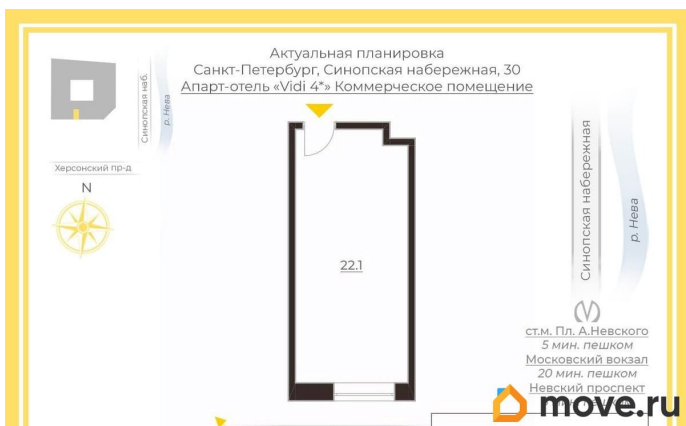 Актуальная планировка
Санкт-Петербург, Синопская набережная, 30
Апарт-отель «Vidi 4*» Коммерческое помещение
Синопская наб.
р. Нева
Херсонский пр-д
N
22.1
Синопская набережная
р. Нева
ст.м. Пл. А.Невского
5 мин. пешком
Московский вокзал
20 мин. пешком
Невский проспект
move.ru